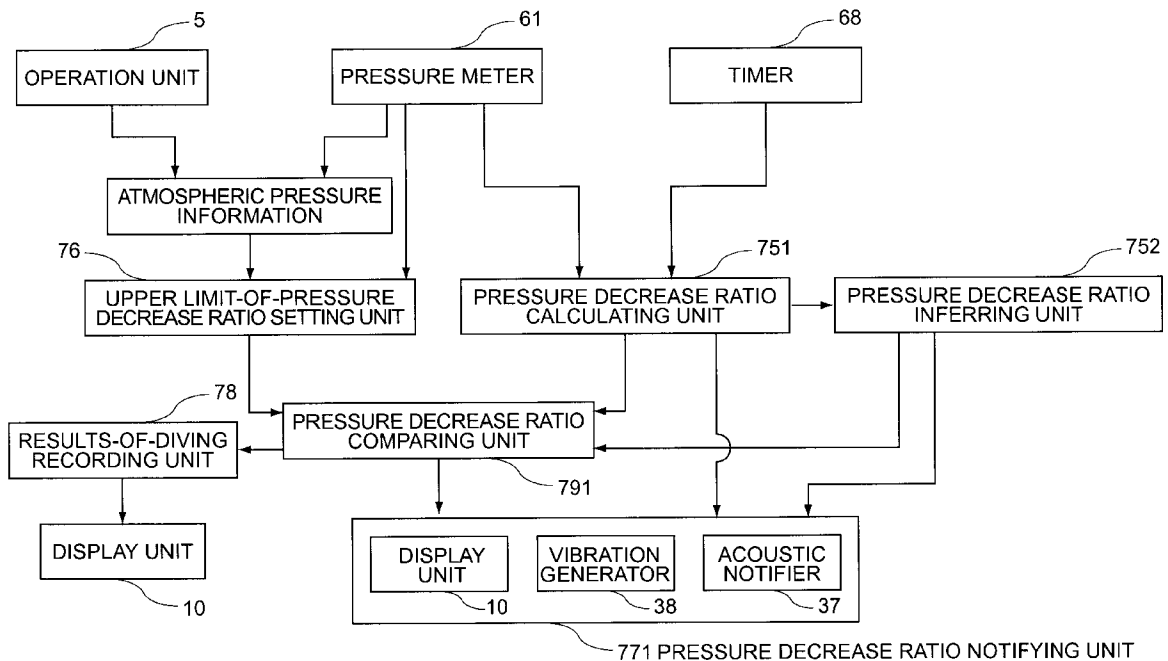 5
61
68
OPERATION UNIT
PRESSURE METER
TIMER
ATMOSPHERIC PRESSURE
INFORMATION
76
751
752
UPPER LIMIT-OF-PRESSURE
DECREASE RATIO SETTING UNIT
PRESSURE DECREASE RATIO
CALCULATING UNIT
PRESSURE DECREASE RATIO
INFERRING UNIT
78
PRESSURE DECREASE RATIO
COMPARING UNIT
RESULTS-OF-DIVING
RECORDING UNIT
791
DISPLAY UNIT
10
DISPLAY
UNIT
10
VIBRATION
GENERATOR
38
ACOUSTIC
NOTIFIER
37
771 PRESSURE DECREASE RATIO NOTIFYING UNIT